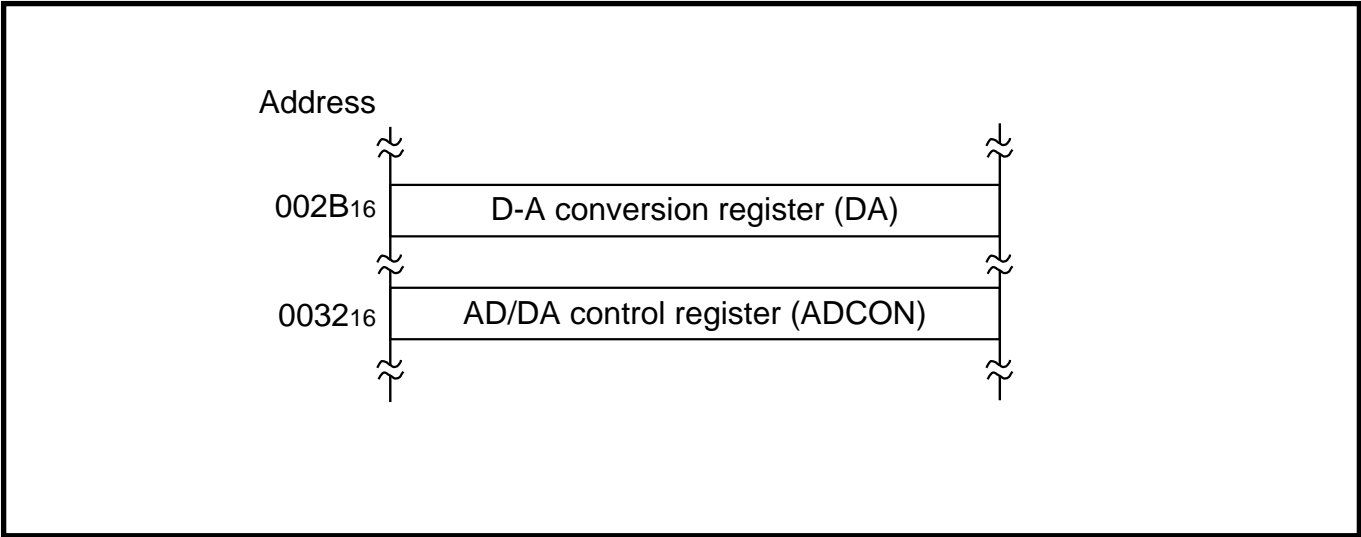 Address
002B16 D-A conversion register (DA)
003216 AD/DA control register (ADCON)